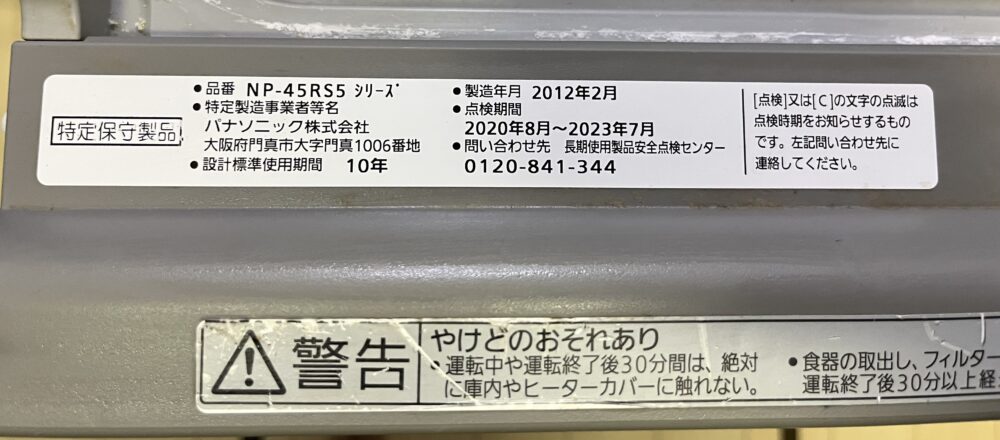 特定保守製品
●品番 NP-45RS5 シリーズ
●特定製造事業者等名
パナソニック株式会社
大阪府門真市大字門真1006番地
●設計標準使用期間 10年
●製造年月 2012年2月
●点検期間
2020年8月～2023年7月
●問い合わせ先 長期使用製品安全点検センター
0120-841-344
[点検]又は[C]の文字の点滅は
点検時期をお知らせするもの
です。左記問い合わせ先に
連絡してください。
警告
やけどのおそれあり
・運転中や運転終了後30分間は、絶対
に庫内やヒーターカバーに触れない。
●食器の取出し、フィルター
運転終了後30分以上経